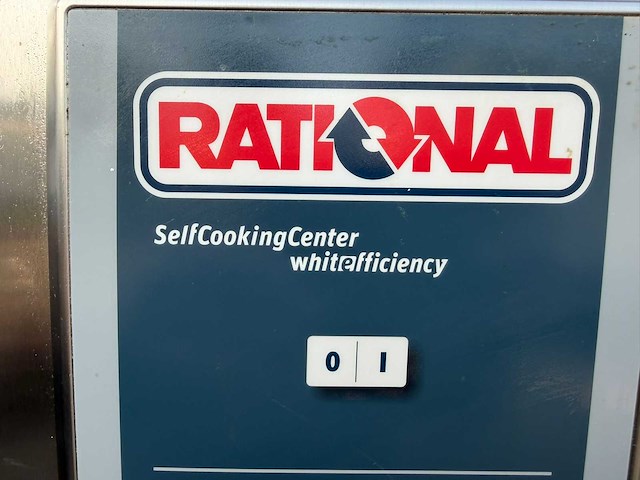 RATIONAL
SelfCookingCenter
whitefficiency
0 | I